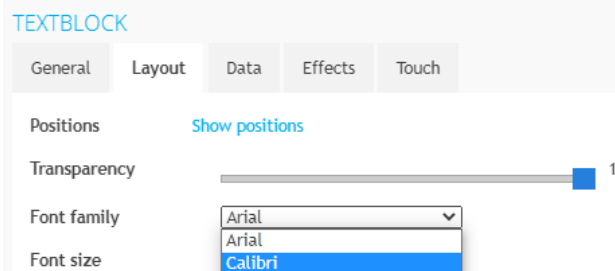 TEXTBLOCK
General Layout Data Effects Touch
Positions Show positions
Transparency 1
Font family Arial
Arial
Font size Calibri